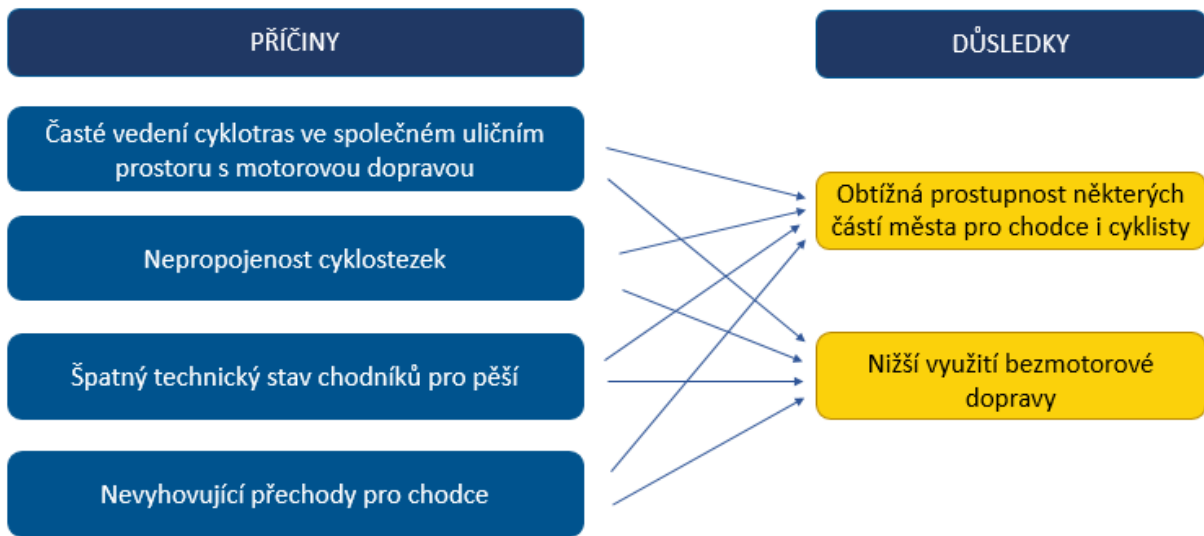 PŘÍČINY
DŮSLEDKY
Časté vedení cyklotras ve společném uličním
prostoru s motorovou dopravou
Nepropojenost cyklostezek
Špatný technický stav chodníků pro pěší
Nevyhovující přechody pro chodce
Obtížná prostupnost některých
částí města pro chodce i cyklisty
Nižší využití bezmotorové
dopravy